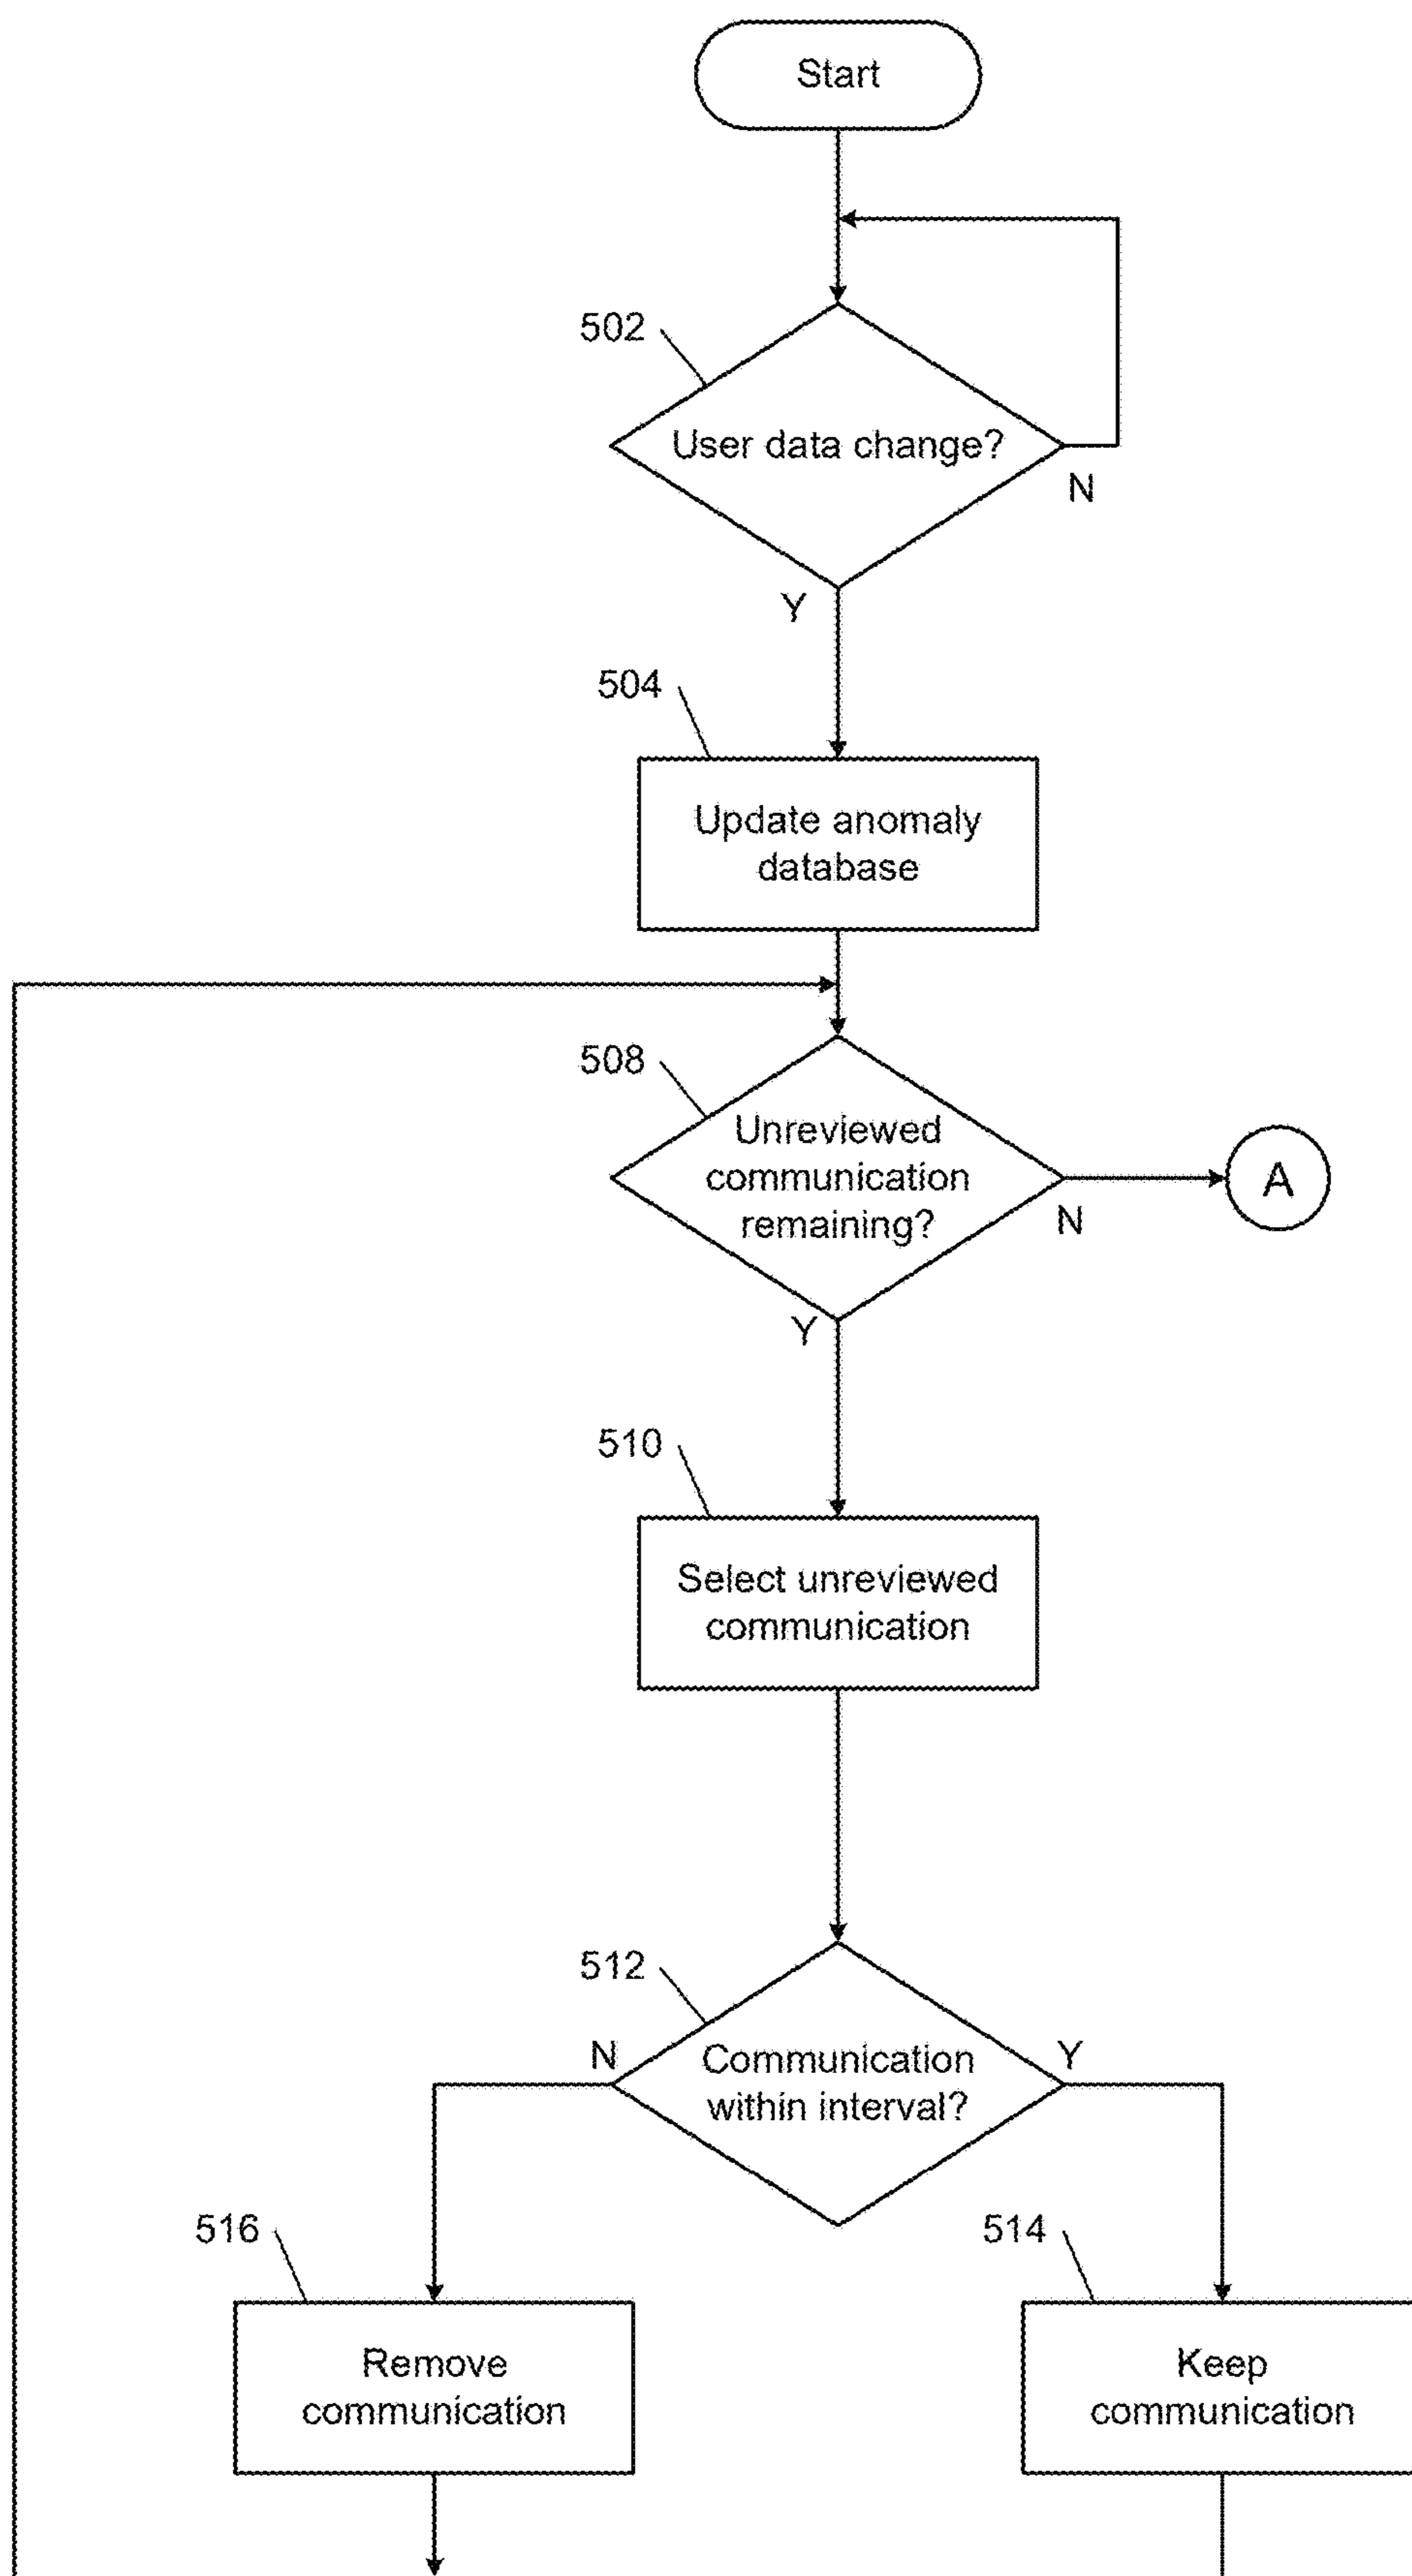 Start
502
User data change?
N
Y
504
Update anomaly
database
508
Unreviewed
communication
remaining?
A
N
Y
510
Select unreviewed
communication
512
N
Y
Communication
within interval?
516
514
Remove
communication
Keep
communication